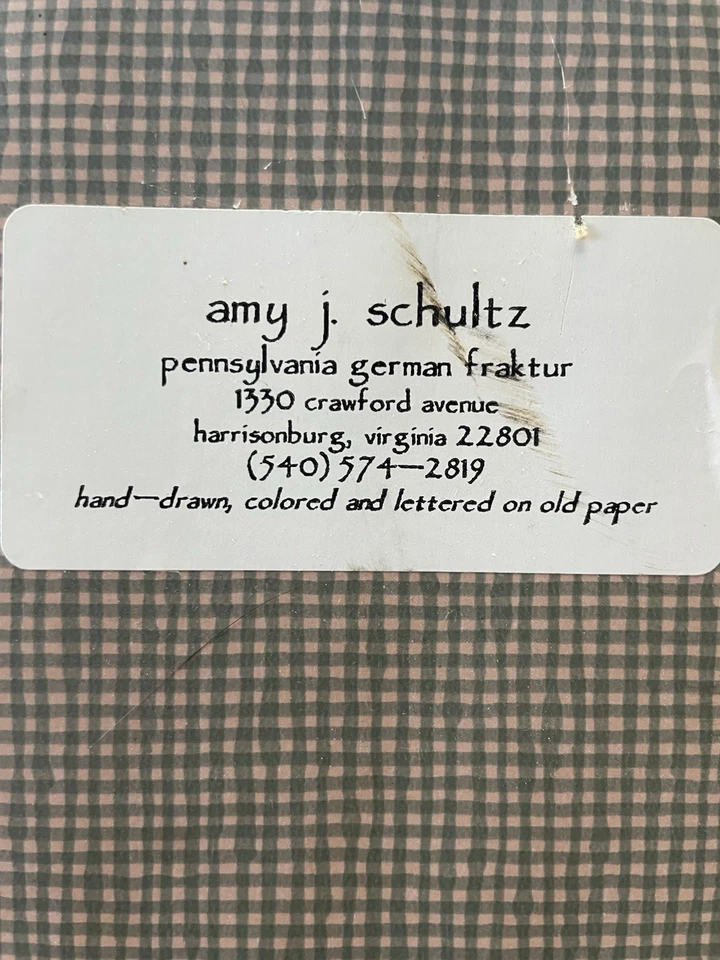 amy j. schultz
pennsylvania german fraktur
1330 crawford avenue
harrisonburg, virginia 22801
(540) 574—2819
hand—drawn, colored and lettered on old paper